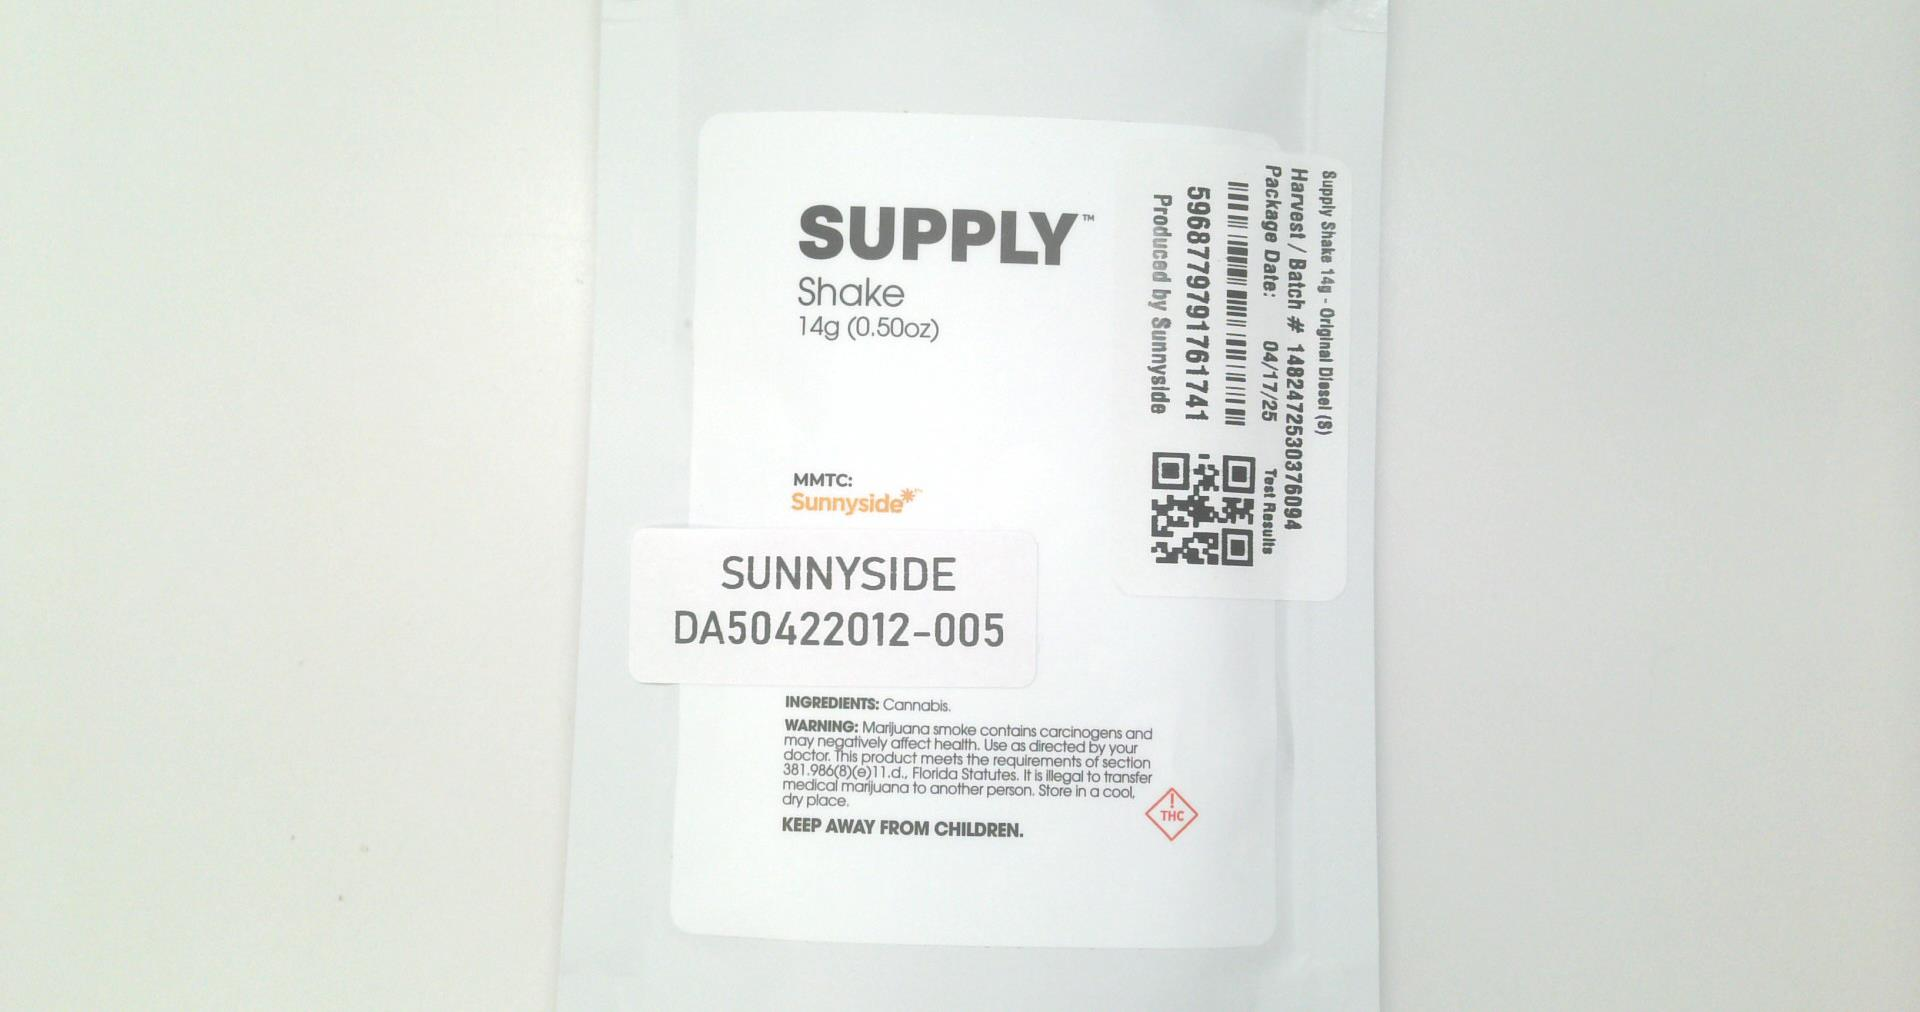 SUPPLY™
Shake
14g (0.50oz)
MMTC:
Sunnyside™
SUNNYSIDE
DA50422012-005
INGREDIENTS: Cannabis.
WARNING: Marijuana smoke contains carcinogens and
may negatively affect health. Use as directed by your
doctor. This product meets the requirements of section
381.986(8)(e)11.d., Florida Statutes. It is illegal to transfer
medical marijuana to another person. Store in a cool,
dry place.
KEEP AWAY FROM CHILDREN.
!
THC
Supply Shake 14g - Original Diesel (S)
Harvest / Batch # 1482472530376094
Package Date: 04/17/25
Test Results
5968779791761741
Produced by Sunnyside